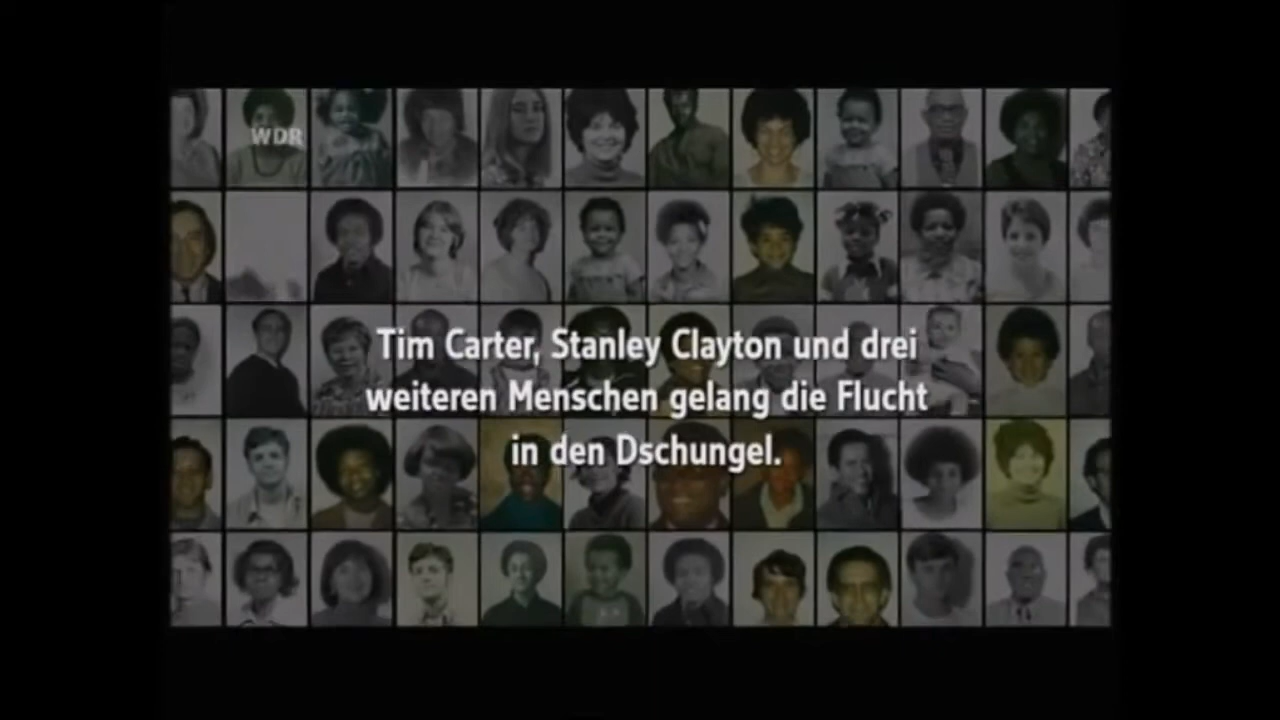 WDR
Tim Carter, Stanley Clayton und drei
weiteren Menschen gelang die Flucht
in den Dschungel.